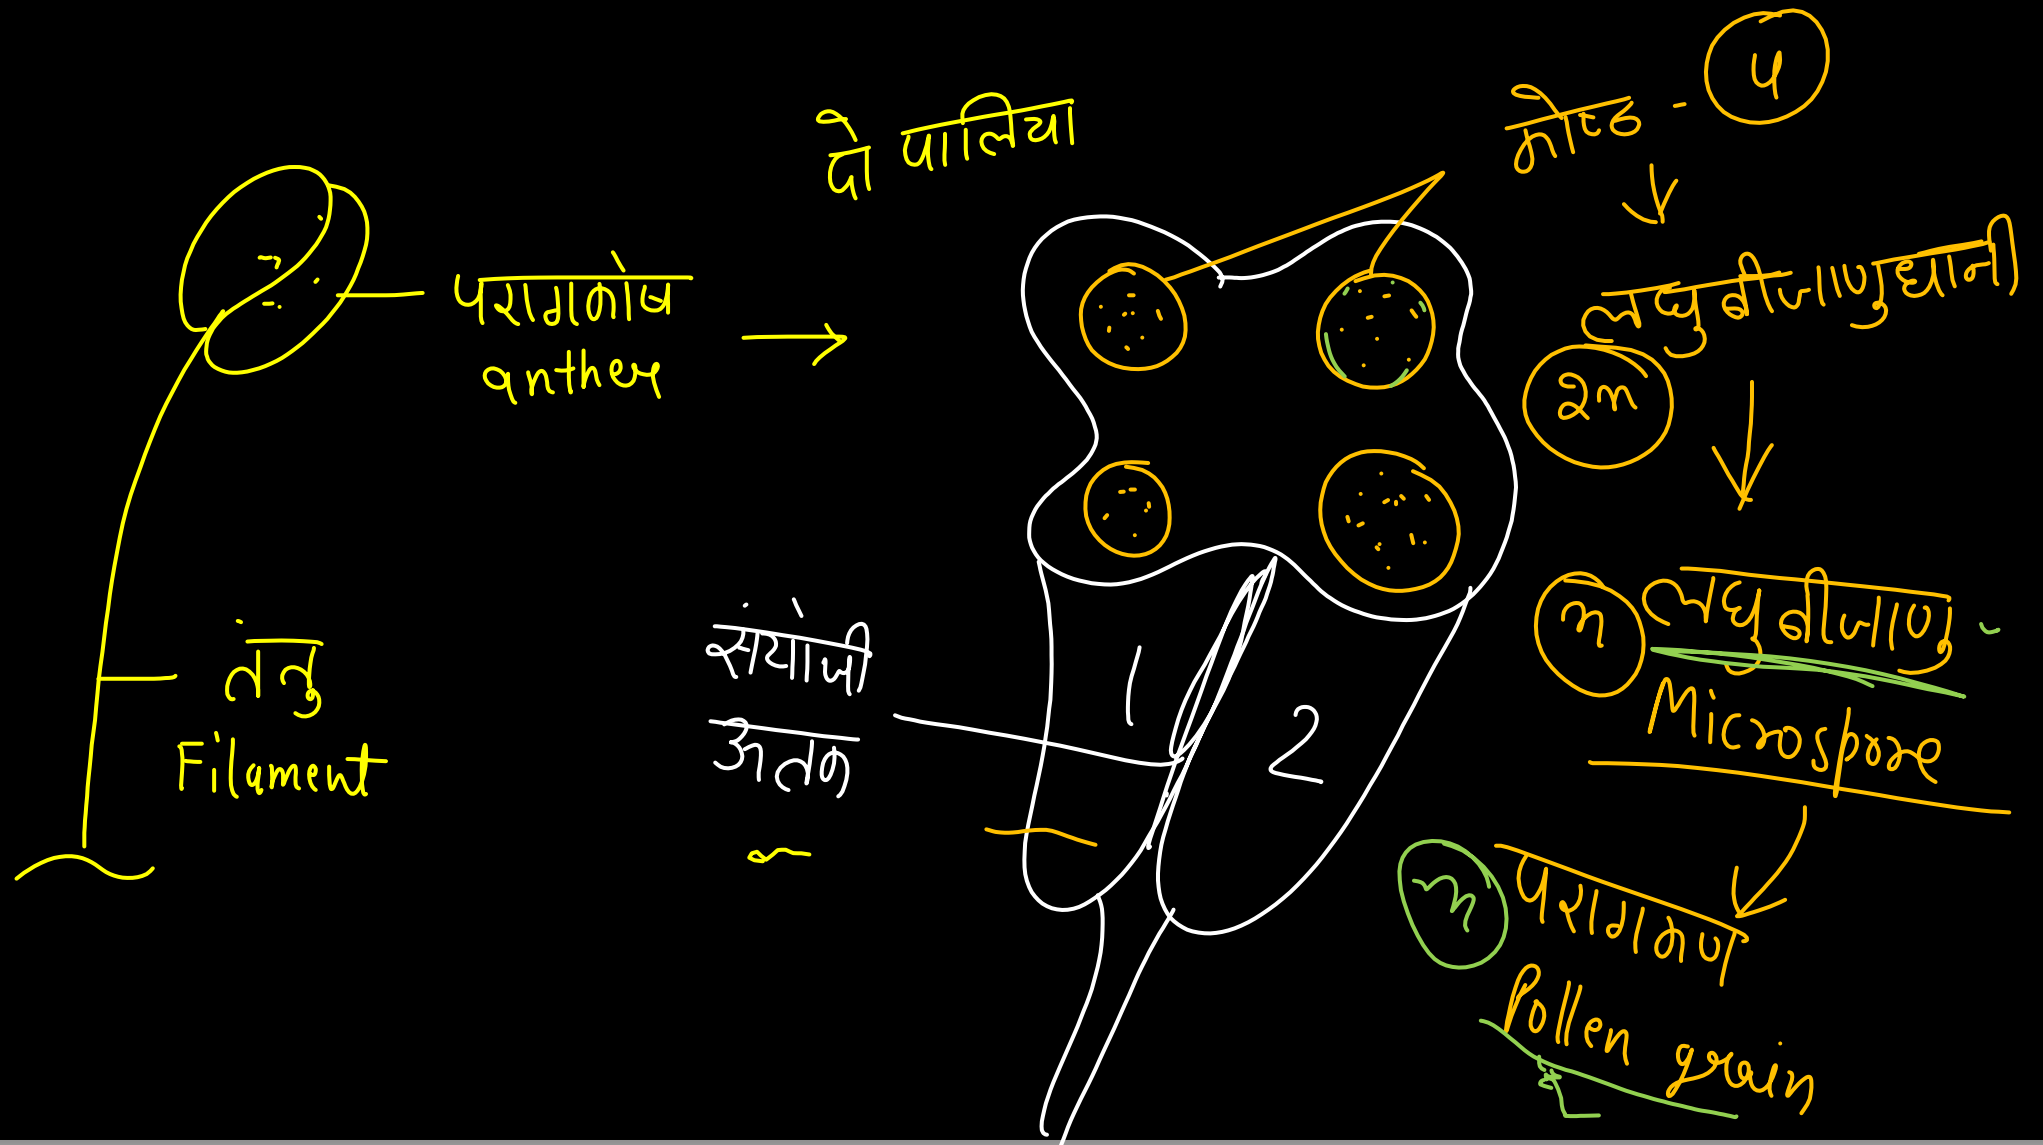 परागकोष
anther
तंतु
Filament
दो पालिया
संयोजी
ऊतक
1
2
कोष्ठ - 4
लघुबीजाणुधानी
2n
n लघुबीजाणु
Microspore
n परागकण
Pollen grain